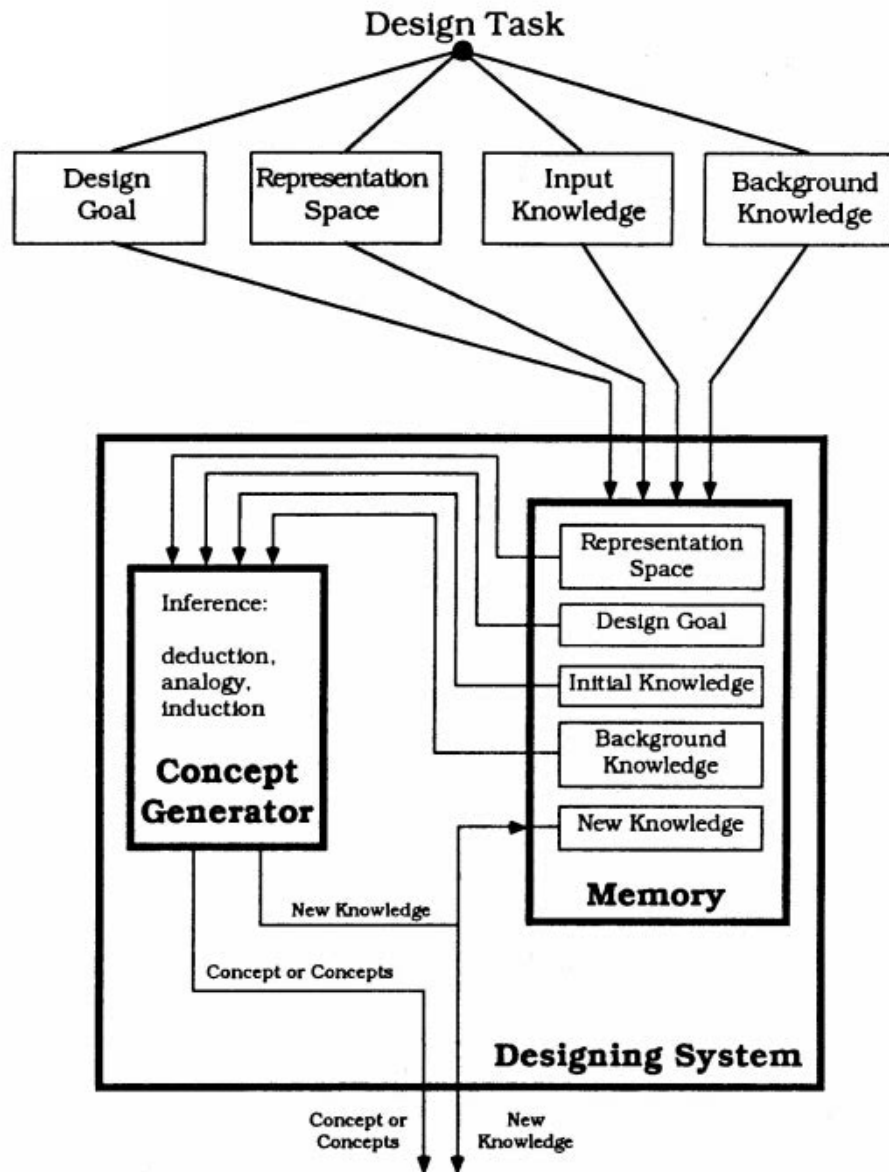 Design Task
Design
Goal
Representation
Space
Input
Knowledge
Background
Knowledge
Representation
Space
Design Goal
Initial Knowledge
Background
Knowledge
New Knowledge
Memory
Inference:
deduction,
analogy,
induction
Concept
Generator
New Knowledge
Concept or Concepts
Designing System
Concept or
Concepts
New
Knowledge